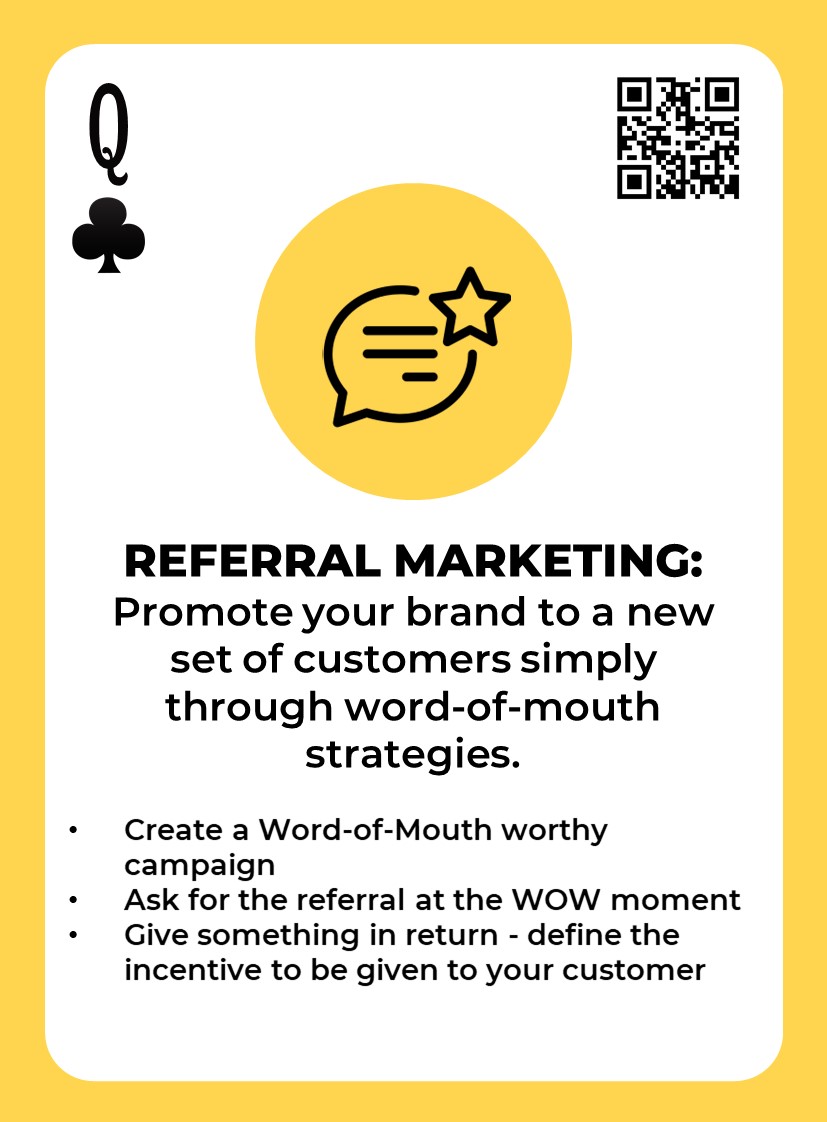 Q
REFERRAL MARKETING:
Promote your brand to a new
set of customers simply
through word-of-mouth
strategies.
• Create a Word-of-Mouth worthy
campaign
• Ask for the referral at the WOW moment
• Give something in return - define the
incentive to be given to your customer